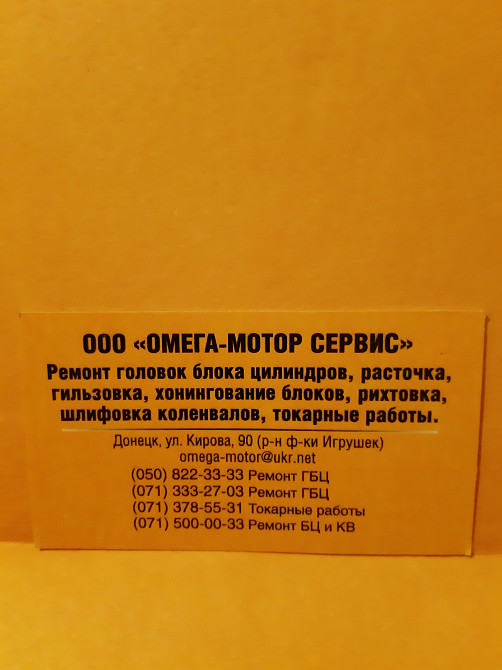 ООО «ОМЕГА-МОТОР СЕРВИС»
Ремонт головок блока цилиндров, расточка,
гильзовка, хонингование блоков, рихтовка,
шлифовка коленвалов, токарные работы.
Донецк, ул. Кирова, 90 (р-н ф-ки Игрушек)
omega-motor@ukr.net
(050) 822-33-33 Ремонт ГБЦ
(071) 333-27-03 Ремонт ГБЦ
(071) 378-55-31 Токарные работы
(071) 500-00-33 Ремонт БЦ и КВ